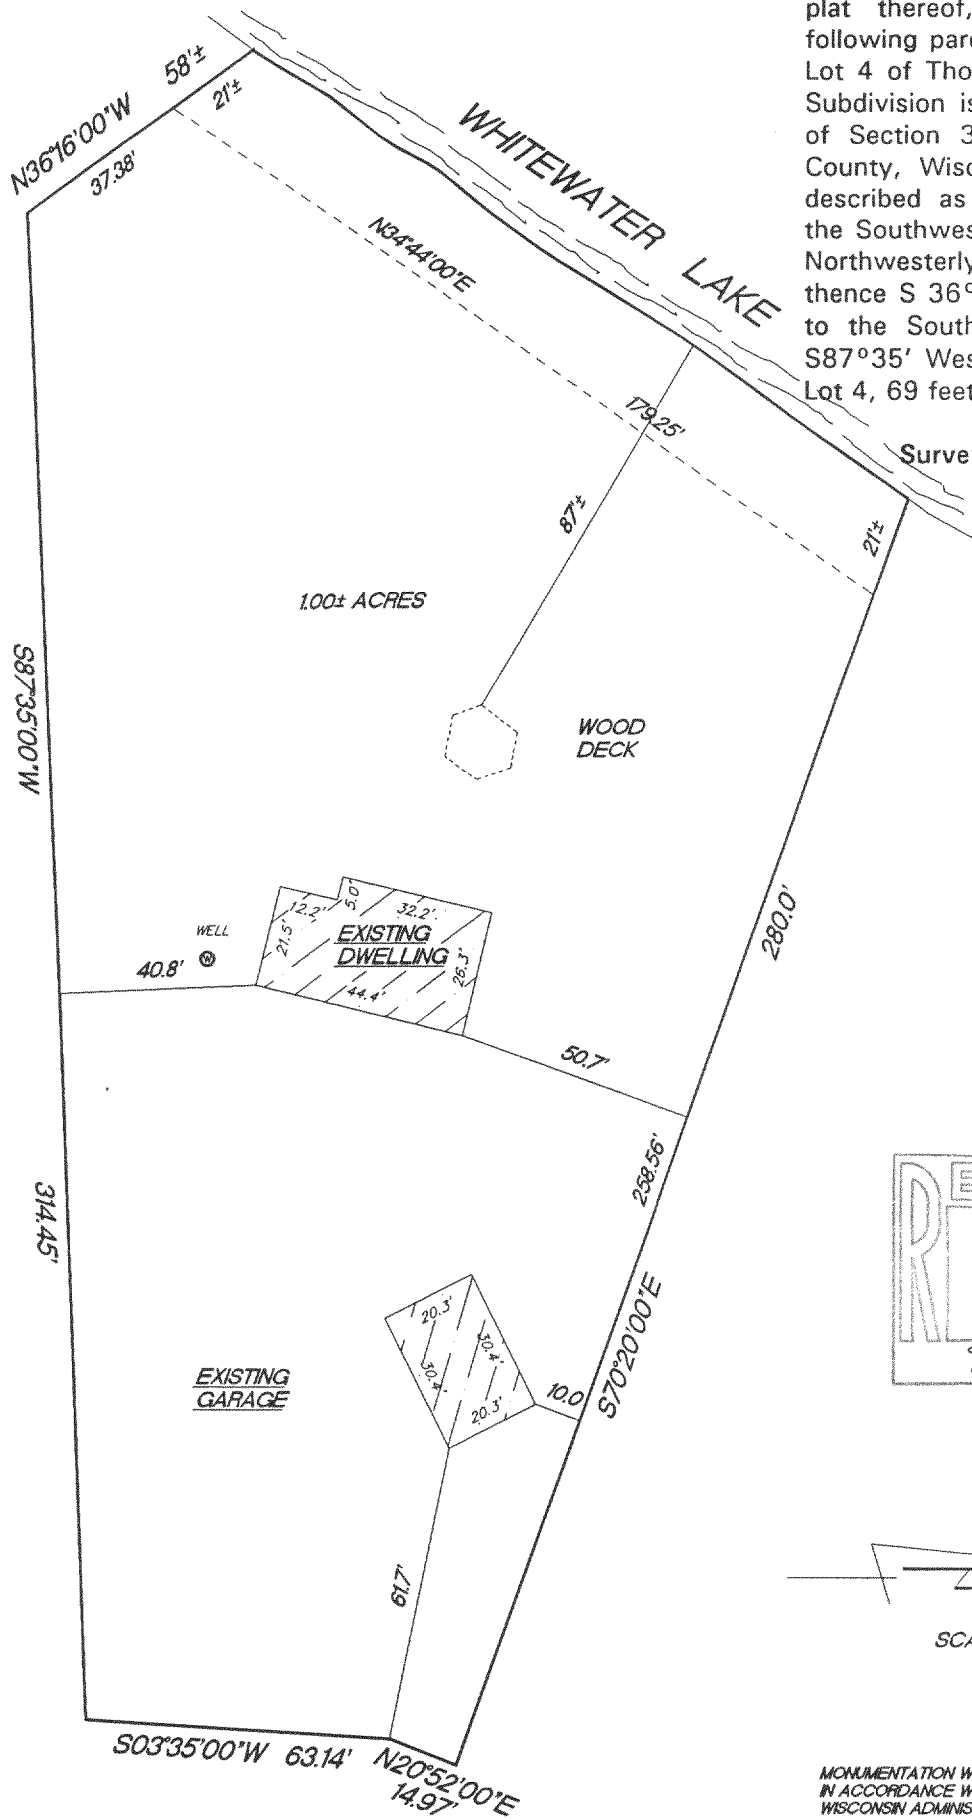 plat thereof,
following parc
Lot 4 of Tho
Subdivision is
of Section 3
County, Wisc
described as
the Southwes
Northwesterly
thence S 36º
to the South
S87º35' Wes
Lot 4, 69 feet
Surve
WHITEWATER LAKE
N36°16'00"W 58'±
37.38'
21'±
N34°44'00"E
179.25'
87'±
21'±
1.00± ACRES
S87°35'00"W
WOOD
DECK
280.0'
12.2'
5.0'
32.2'
21.5'
EXISTING
DWELLING
26.3'
44.4'
WELL
W
40.8'
50.7'
258.56'
314.45'
S70°20'00"E
20.3'
30.4'
30.4'
20.3'
10.0
EXISTING
GARAGE
61.7'
S03°35'00"W 63.14'
N20°52'00"E
14.97'
R
E
SCA
MONUMENTATION W
IN ACCORDANCE W
WISCONSIN ADMINIS